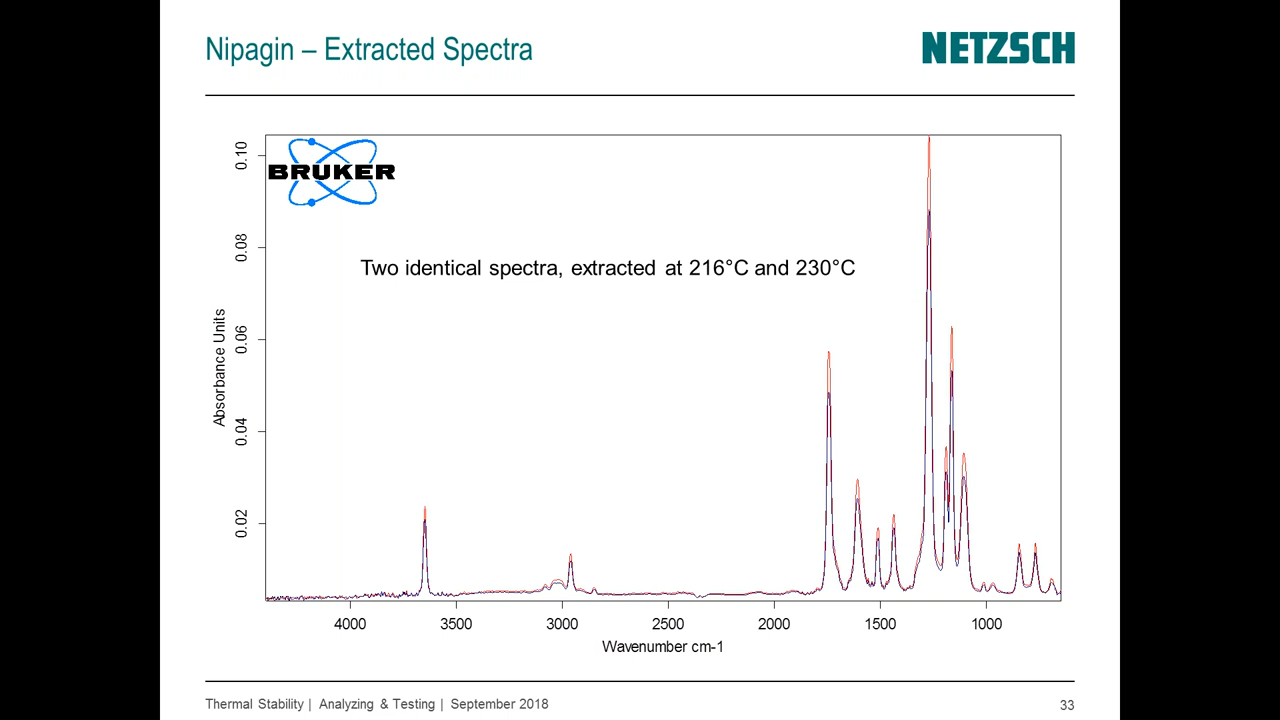 Nipagin – Extracted Spectra
NETZSCH
BRUKER
Two identical spectra, extracted at 216°C and 230°C
Absorbance Units
0.10
0.08
0.06
0.04
0.02
4000 3500 3000 2500 2000 1500 1000
Wavenumber cm-1
Thermal Stability | Analyzing & Testing | September 2018
33